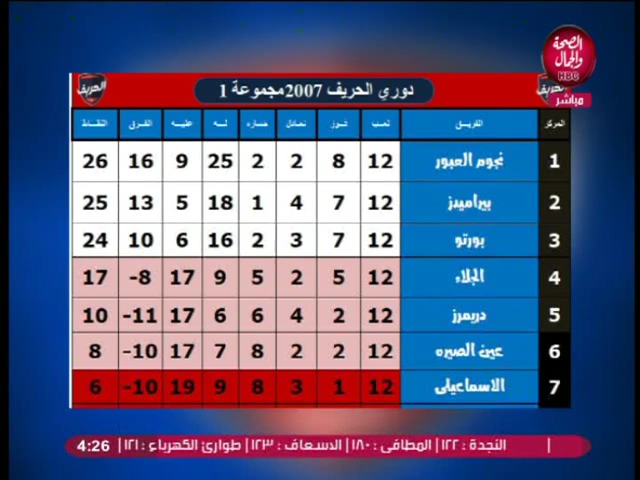 الصحة
والجمال
HBC
مباشر
الحريف
دوري الحريف 2007مجموعة 1
المركز الفريق لعب فوز تعادل خساره له عليه الفرق النقاط
1 نجوم العبور 12 8 2 2 25 9 16 26
2 بيراميدز 12 7 4 1 18 5 13 25
3 بورتو 12 7 3 2 16 6 10 24
4 الجلاء 12 5 2 5 9 17 8- 17
5 دريمرز 12 2 4 6 6 17 11- 10
6 عين الصيره 12 2 2 8 7 17 10- 8
7 الاسماعيلى 12 1 3 8 9 19 10- 6
النجدة : ١٢٢ | المطافى : ١٨٠ | الاسعاف : ١٢٣ | طوارئ الكهرباء : ١٢١ |
4:26